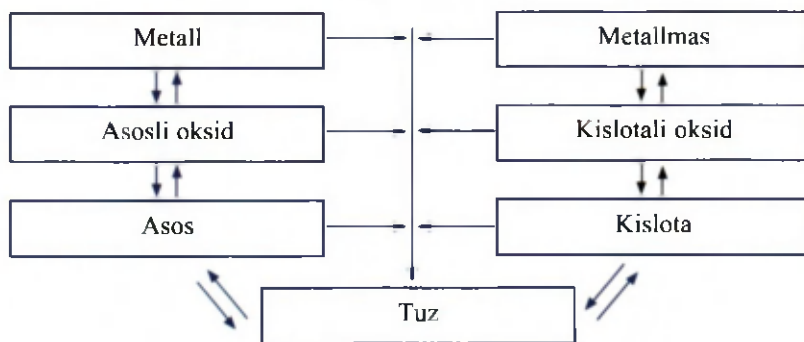 Metall
Metallmas
Asosli oksid
Kislotali oksid
Asos
Kislota
Tuz